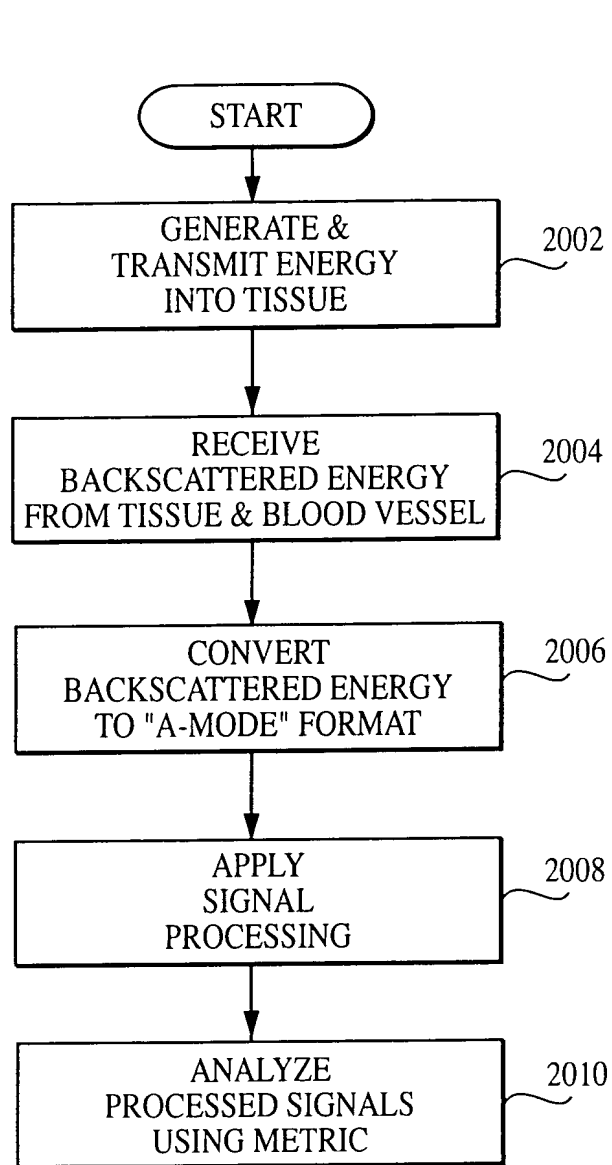 START
GENERATE &
TRANSMIT ENERGY
INTO TISSUE
2002
RECEIVE
BACKSCATTERED ENERGY
FROM TISSUE & BLOOD VESSEL
2004
CONVERT
BACKSCATTERED ENERGY
TO "A-MODE" FORMAT
2006
APPLY
SIGNAL
PROCESSING
2008
ANALYZE
PROCESSED SIGNALS
USING METRIC
2010